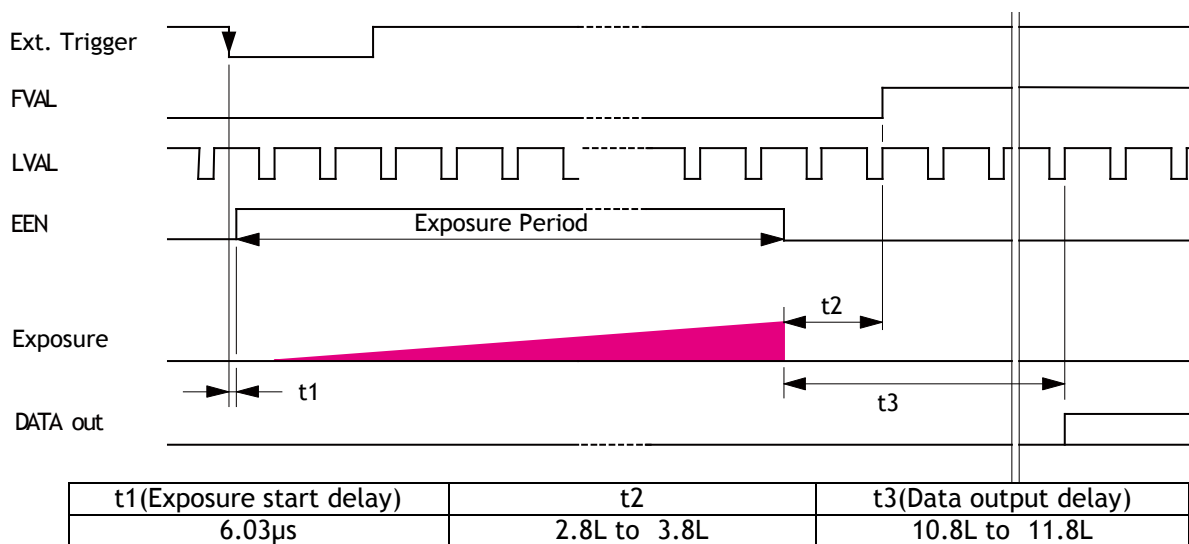 Ext. Trigger
FVAL
LVAL
EEN
Exposure Period
t2
Exposure
t1
t3
DATA out
t1(Exposure start delay) t2 t3(Data output delay)
6.03µs 2.8L to 3.8L 10.8L to 11.8L